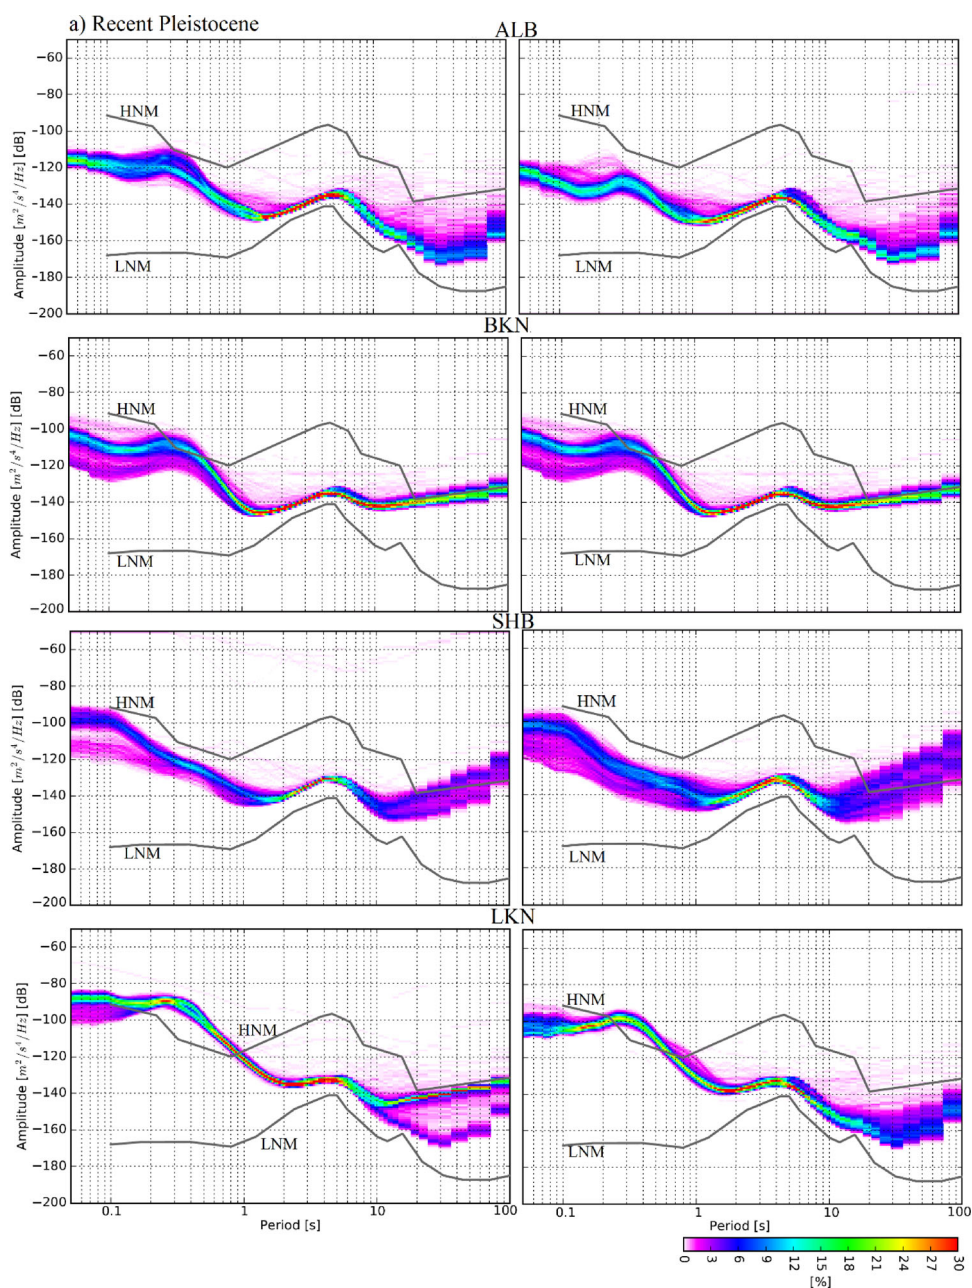 a) Recent Pleistocene
ALB
−60
−80
−100
−120
−140
−160
−180
−200
Amplitude [m²/s⁴/Hz] [dB]
HNM
LNM
HNM
LNM
BKN
−60
−80
−100
−120
−140
−160
−180
−200
Amplitude [m²/s⁴/Hz] [dB]
HNM
LNM
HNM
LNM
SHB
−60
−80
−100
−120
−140
−160
−180
−200
Amplitude [m²/s⁴/Hz] [dB]
HNM
LNM
HNM
LNM
LKN
−60
−80
−100
−120
−140
−160
−180
−200
Amplitude [m²/s⁴/Hz] [dB]
HNM
LNM
HNM
LNM
0.1 1 10 100
Period [s]
0.1 1 10 100
Period [s]
0 3 6 9 12 15 18 21 24 27 30
[%]